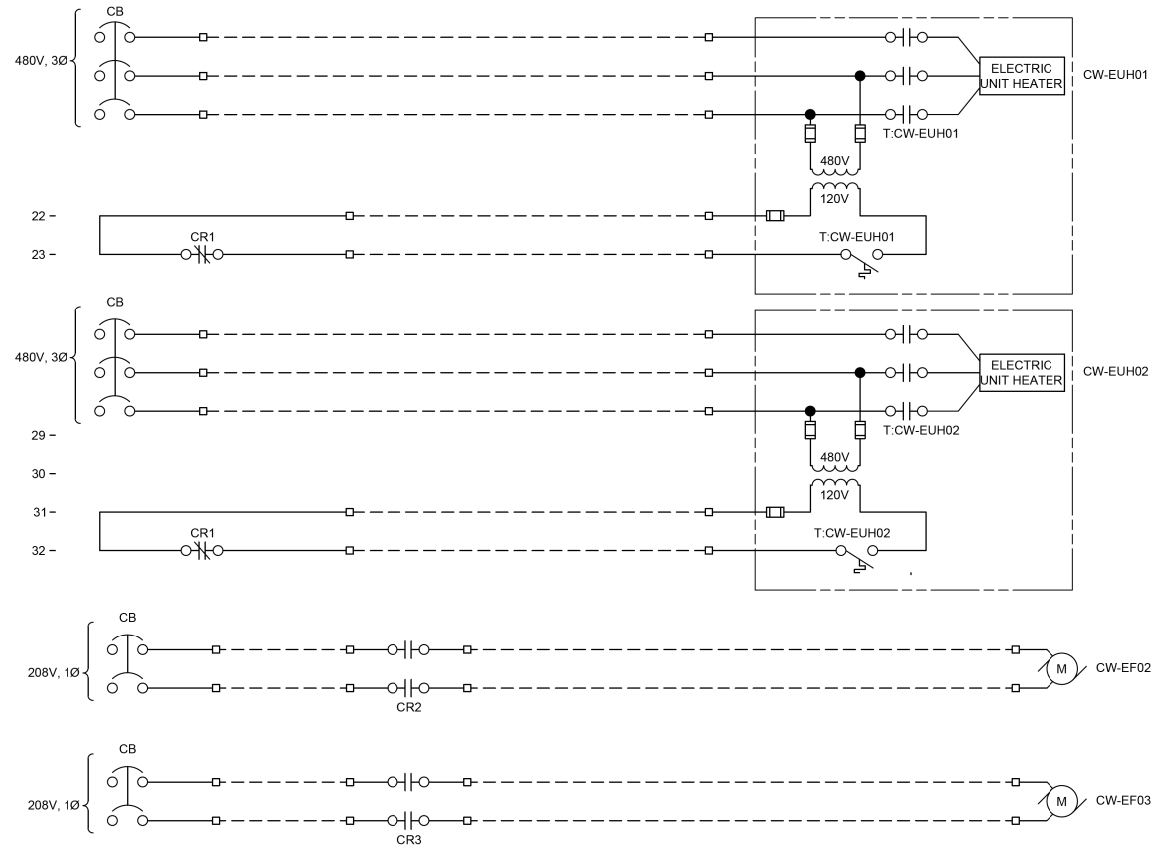 CB
480V, 3Ø
ELECTRIC
UNIT HEATER
CW-EUH01
T:CW-EUH01
480V
120V
22
CR1
T:CW-EUH01
23
CB
480V, 3Ø
ELECTRIC
UNIT HEATER
CW-EUH02
T:CW-EUH02
29
480V
30
120V
31
CR1
T:CW-EUH02
32
CB
208V, 1Ø
M
CW-EF02
CR2
CB
208V, 1Ø
M
CW-EF03
CR3